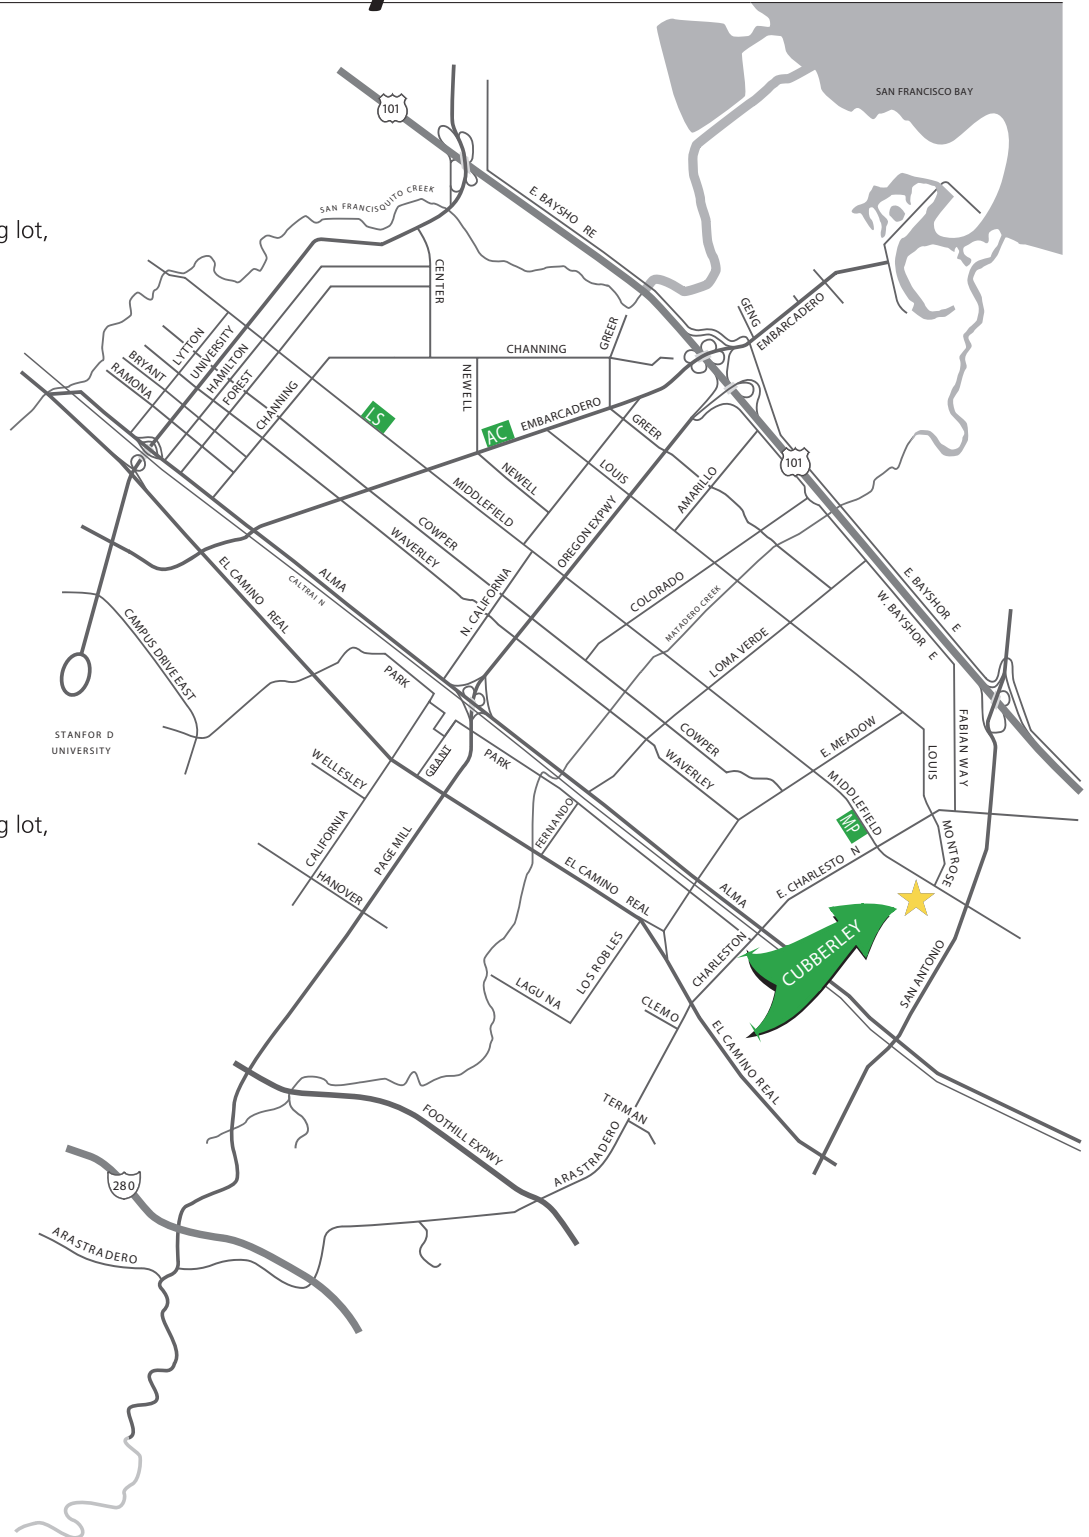 SAN FRANCISCO BAY
101
SAN FRANCISQUITO CREEK
E. BAYSHO RE
g lot,
CENTER
GENG
EMBARCADERO
GREER
CHANNING
LYTTON
UNIVERSITY
HAMILTON
FOREST
BRYANT
RAMONA
CHANNING
NEWELL
LS
AC
EMBARCADERO
GREER
101
LOUIS
AMARILLO
NEWELL
MIDDLEFIELD
OREGON EXPWY
COWPER
WAVERLEY
EL CAMINO REAL
ALMA
CALTRAI N
N. CALIFORNIA
COLORADO
MATADERO CREEK
LOMA VERDE
E. BAYSHOR E
W. BAYSHOR E
CAMPUS DRIVE EAST
PARK
STANFOR D
UNIVERSITY
GRANT
PARK
WELLESLEY
COWPER
WAVERLEY
E. MEADOW
LOUIS
FABIAN WAY
MIDDLEFIELD
MP
g lot,
CALIFORNIA
PAGE MILL
FERNANDO
HANOVER
EL CAMINO REAL
ALMA
E. CHARLESTO N
MONTROSE
CUBBERLEY
CHARLESTON
LOS ROBLES
LAGU NA
SAN ANTONIO
CLEMO
EL CAMINO REAL
TERMAN
FOOTHILL EXPWY
ARASTRADERO
280
ARASTRADERO